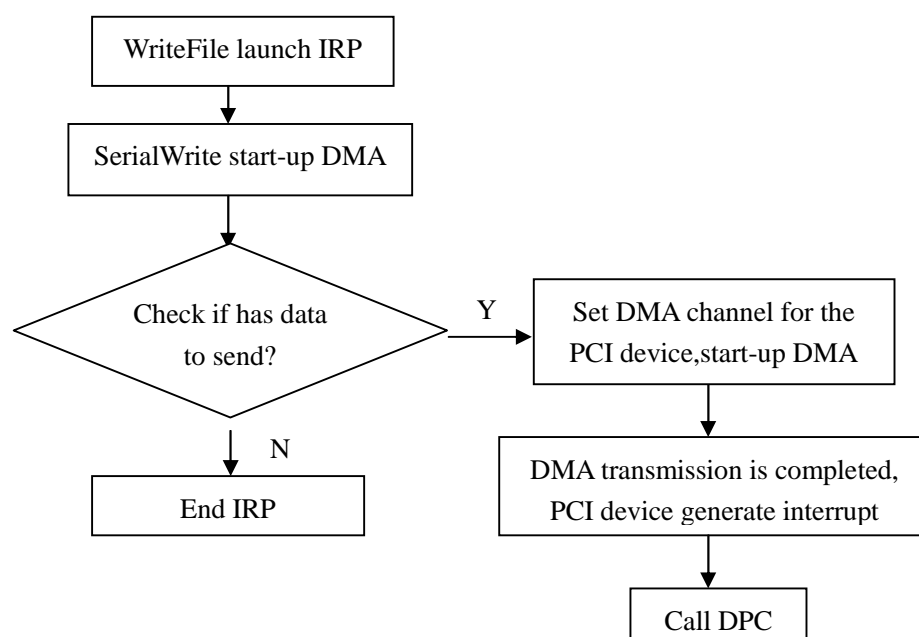 WriteFile launch IRP
SerialWrite start-up DMA
Check if has data
to send?
Y
Set DMA channel for the
PCI device,start-up DMA
N
End IRP
DMA transmission is completed,
PCI device generate interrupt
Call DPC